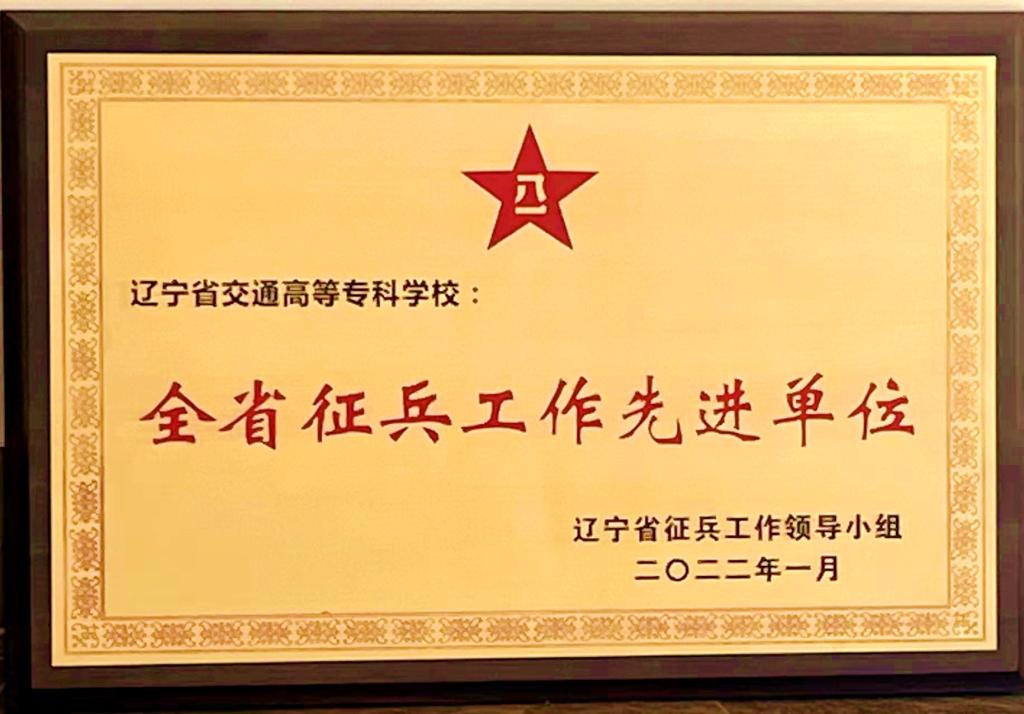 八一
辽宁省交通高等专科学校：
全省征兵工作先进单位
辽宁省征兵工作领导小组
二〇二二年一月